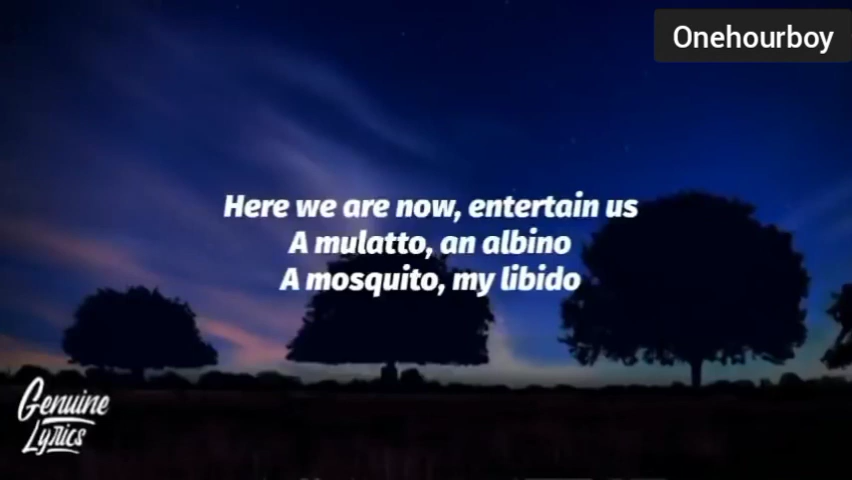 Onehourboy
Here we are now, entertain us
A mulatto, an albino
A mosquito, my libido
Genuine
Lyrics